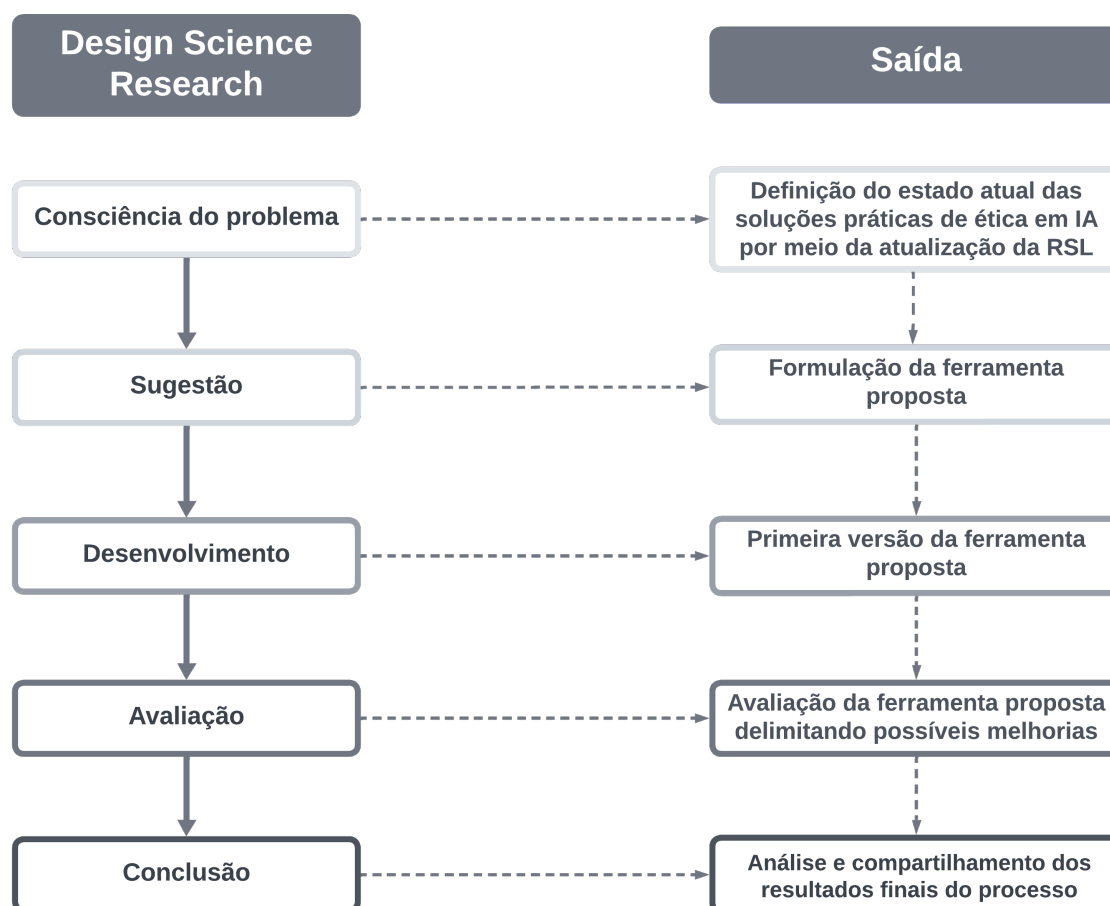 Design Science
Research
Saída
Consciência do problema
Definição do estado atual das
soluções práticas de ética em IA
por meio da atualização da RSL
Sugestão
Formulação da ferramenta
proposta
Desenvolvimento
Primeira versão da ferramenta
proposta
Avaliação
Avaliação da ferramenta proposta
delimitando possíveis melhorias
Conclusão
Análise e compartilhamento dos
resultados finais do processo